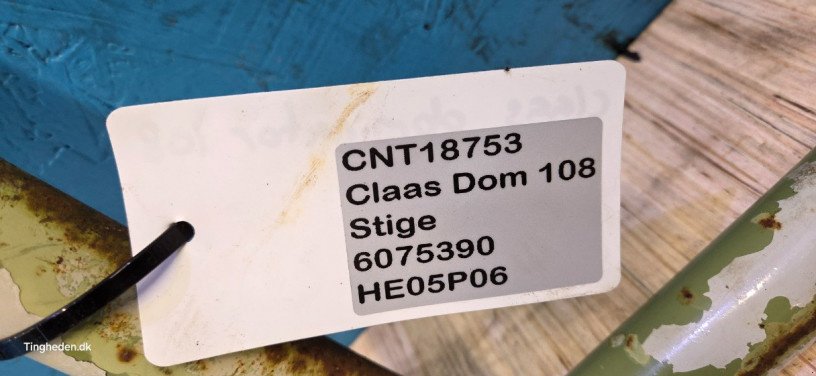 CNT18753
Claas Dom 108
Stige
6075390
HE05P06
Tingheden.dk